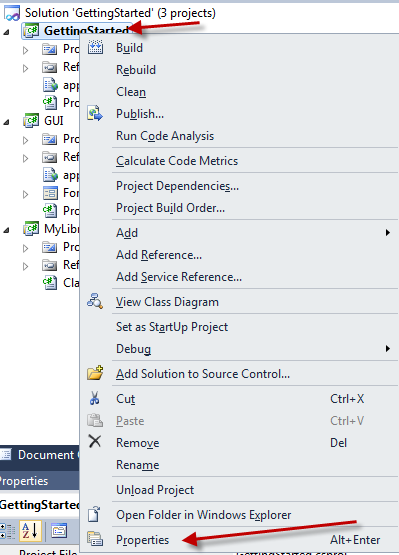 Solution 'GettingStarted' (3 projects)
GettingStarted
Build
Pro
Rebuild
Ref
Clean
app
Publish...
Pro
Run Code Analysis
GUI
Calculate Code Metrics
Pro
Ref
Project Dependencies...
app
Project Build Order...
For
Pro
Add
MyLibr
Add Reference...
Pro
Add Service Reference...
Ref
Cla
View Class Diagram
Set as StartUp Project
Debug
Add Solution to Source Control...
Cut Ctrl+X
Paste Ctrl+V
Remove Del
Document
Rename
Properties
Unload Project
GettingStarted
Open Folder in Windows Explorer
Properties Alt+Enter
Project File GettingStarted.csproj